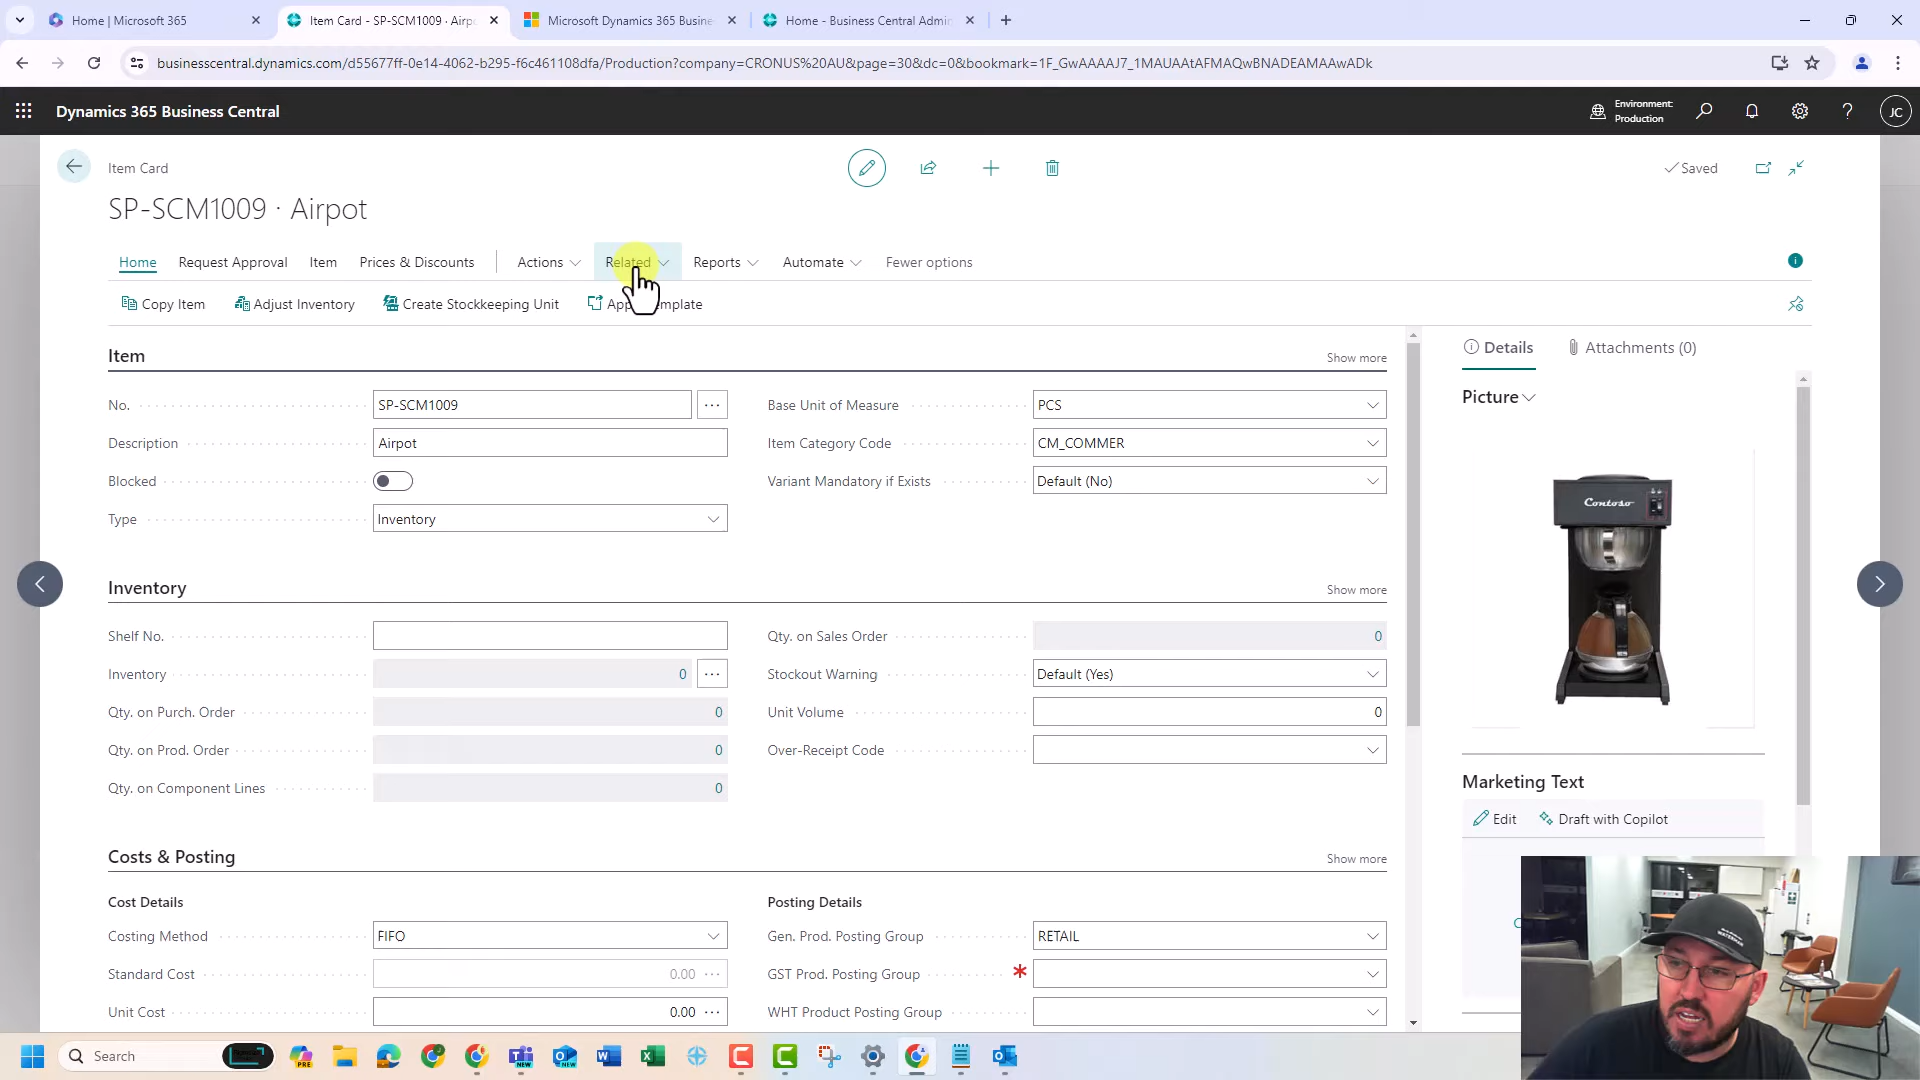 Home | Microsoft 365
Item Card - SP-SCM1009 · Airpo
Microsoft Dynamics 365 Busine
Home - Business Central Admin
businesscentral.dynamics.com/d55677ff-0e14-4062-b295-f6c461108dfa/Production?company=CRONUS%20AU&page=30&dc=0&bookmark=1F_GwAAAAJ7_1MAUAAtAFMAQwBNADEAMAAwADk
Dynamics 365 Business Central
Environment:
Production
JC
Item Card
Saved
SP-SCM1009 · Airpot
Home Request Approval Item Prices & Discounts Actions Related Reports Automate Fewer options
Copy Item Adjust Inventory Create Stockkeeping Unit App emplate
Item
Show more
No. SP-SCM1009
Base Unit of Measure PCS
Description Airpot
Item Category Code CM_COMMER
Blocked
Variant Mandatory if Exists Default (No)
Type Inventory
Inventory
Show more
Shelf No.
Qty. on Sales Order 0
Inventory 0
Stockout Warning Default (Yes)
Qty. on Purch. Order 0
Unit Volume 0
Qty. on Prod. Order 0
Over-Receipt Code
Qty. on Component Lines 0
Costs & Posting
Show more
Cost Details
Posting Details
Costing Method FIFO
Gen. Prod. Posting Group RETAIL
Standard Cost 0.00
GST Prod. Posting Group *
Unit Cost 0.00
WHT Product Posting Group
Details
Attachments (0)
Picture
Contoso
Marketing Text
Edit
Draft with Copilot
Search
PRE
NEW
NEW